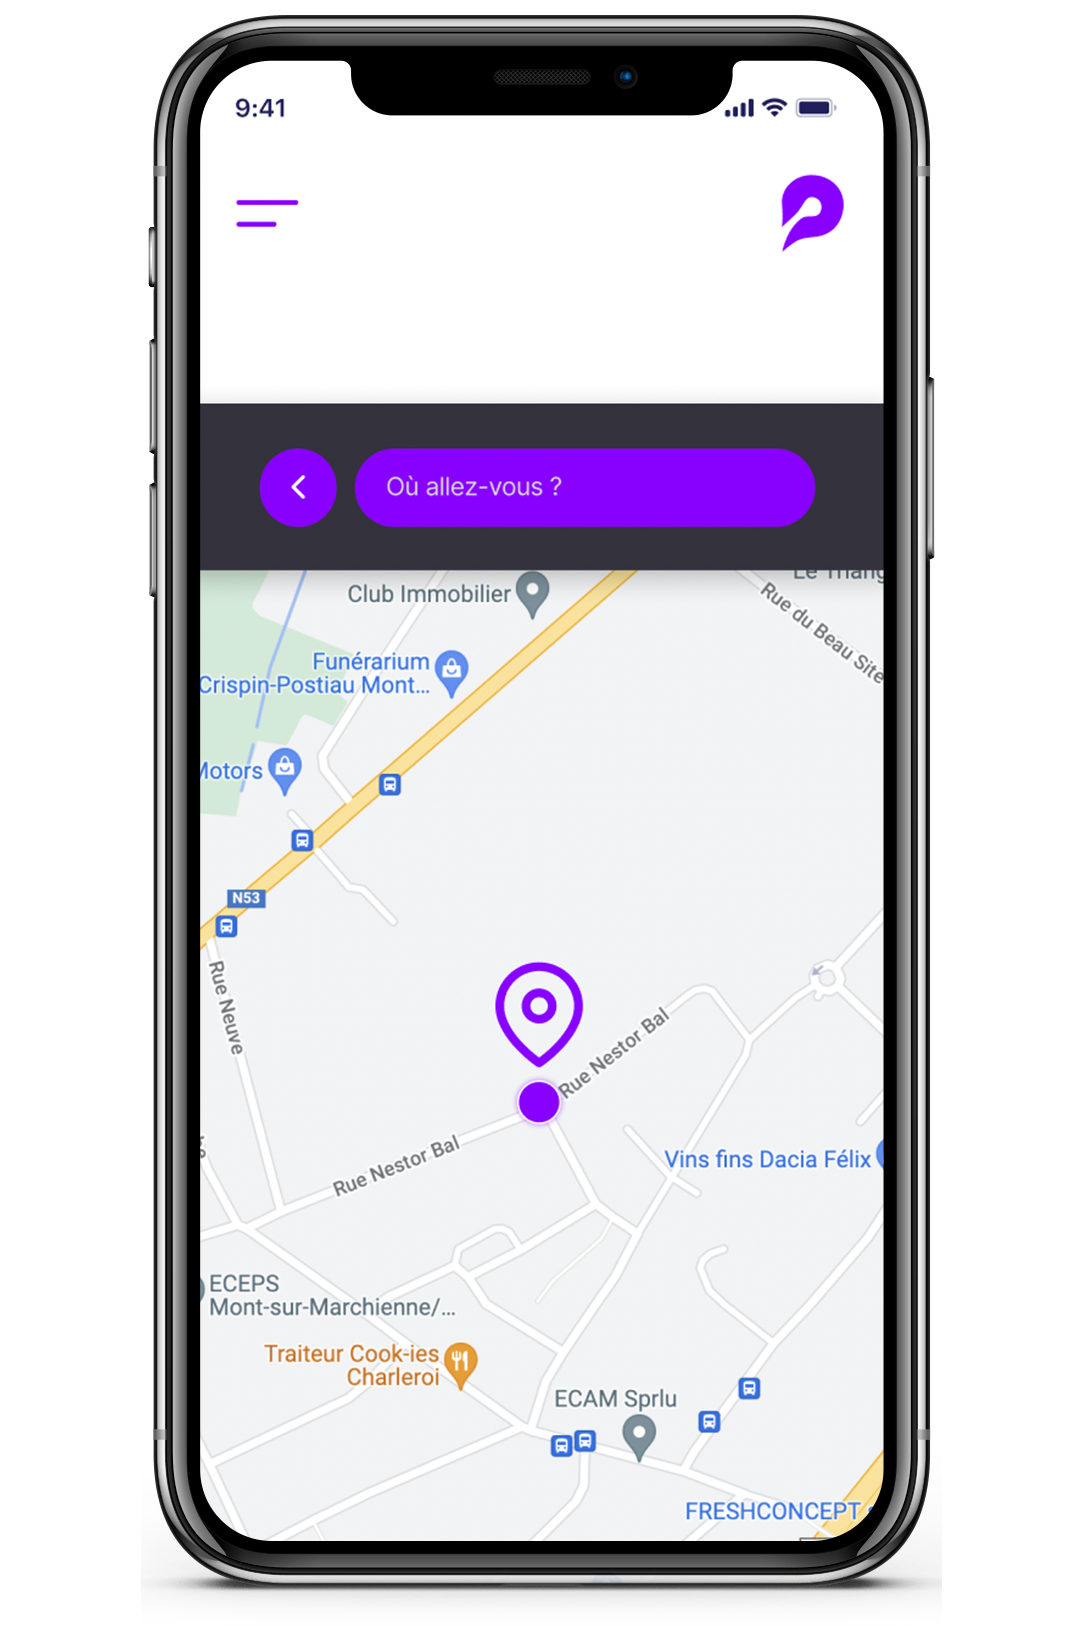 9:41
Où allez-vous ?
Club Immobilier
Rue du Beau Site
Funérarium
Crispin-Postiau Mont...
Motors
N53
Rue Neuve
Rue Nestor Bal
Rue Nestor Bal
Vins fins Dacia Félix
ECEPS
Mont-sur-Marchienne/...
Traiteur Cook-ies
Charleroi
ECAM Sprlu
FRESHCONCEPT